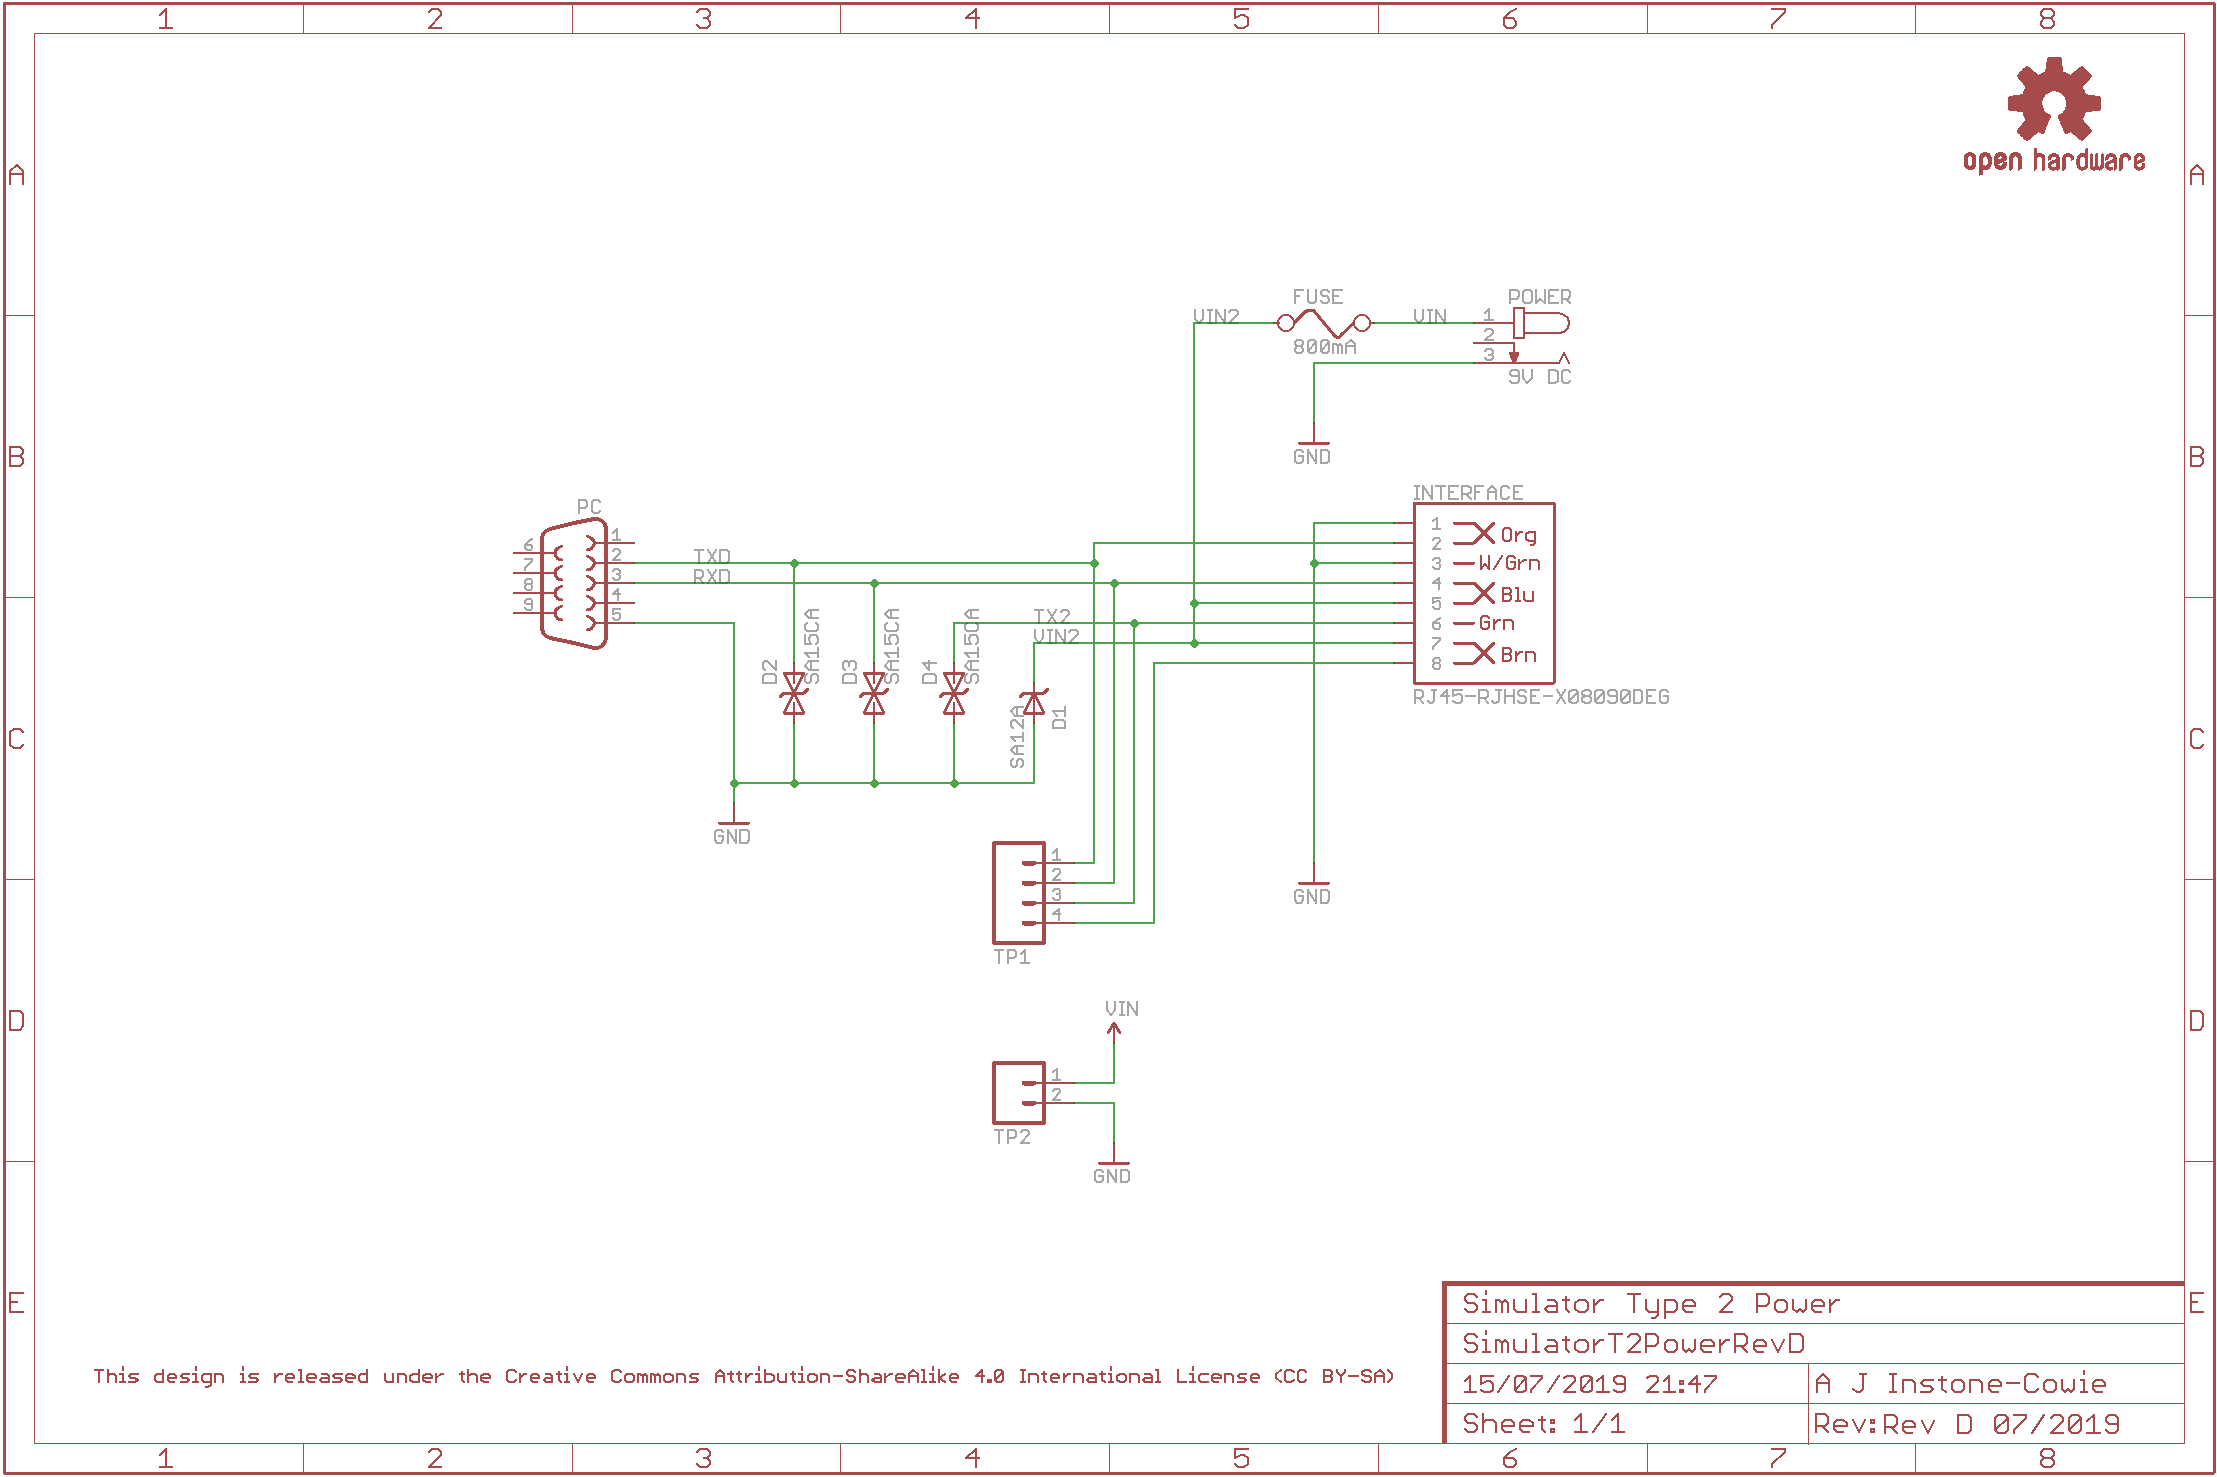 1 2 3 4 5 6 7 8
A A
open hardware
FUSE
POWER
VIN2
VIN
1
2
3
800mA
9V DC
B B
GND
INTERFACE
PC
1
2
3
4
5
6
7
8
9
TXD
RXD
1
2
3
4
5
6
7
8
Org
W/Grn
Blu
Grn
Brn
RJ45-RJHSE-X08090DEG
TX2
VIN2
D2
SA15CA
D3
SA15CA
D4
SA15CA
SA12A
D1
C C
GND
1
2
3
4
TP1
GND
D D
VIN
1
2
TP2
GND
E E
Simulator Type 2 Power
SimulatorT2PowerRevD
15/07/2019 21:47
A J Instone-Cowie
Sheet: 1/1
Rev:Rev D 07/2019
This design is released under the Creative Commons Attribution-ShareAlike 4.0 International License (CC BY-SA)
1 2 3 4 5 6 7 8